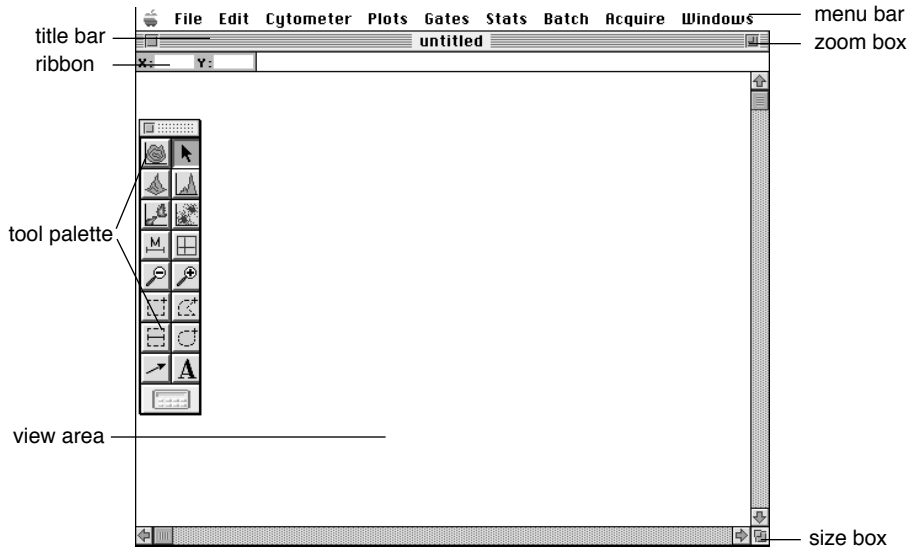 File Edit Cytometer Plots Gates Stats Batch Acquire Windows
menu bar
title bar
untitled
zoom box
ribbon
X: Y:
tool palette
M
A
view area
size box